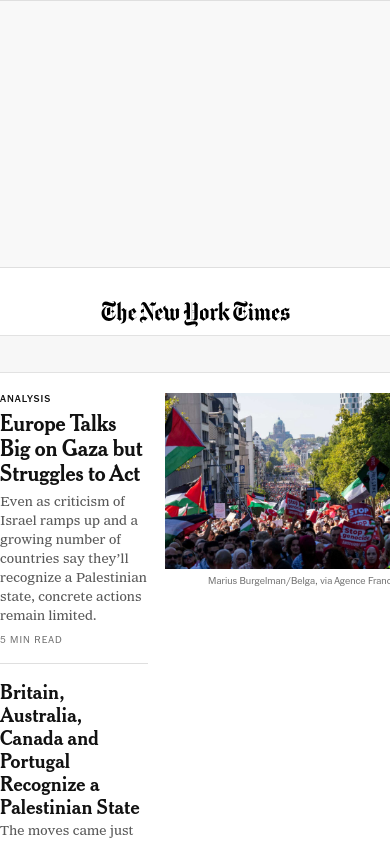 The New York Times
ANALYSIS
Europe Talks
Big on Gaza but
Struggles to Act
Even as criticism of
Israel ramps up and a
growing number of
countries say they’ll
recognize a Palestinian
state, concrete actions
remain limited.
5 MIN READ
Marius Burgelman/Belga, via Agence Franc
Britain,
Australia,
Canada and
Portugal
Recognize a
Palestinian State
The moves came just